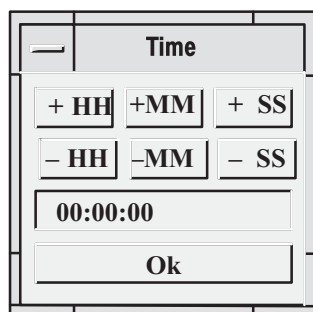 Time
+ HH +MM + SS
– HH –MM – SS
00:00:00
Ok